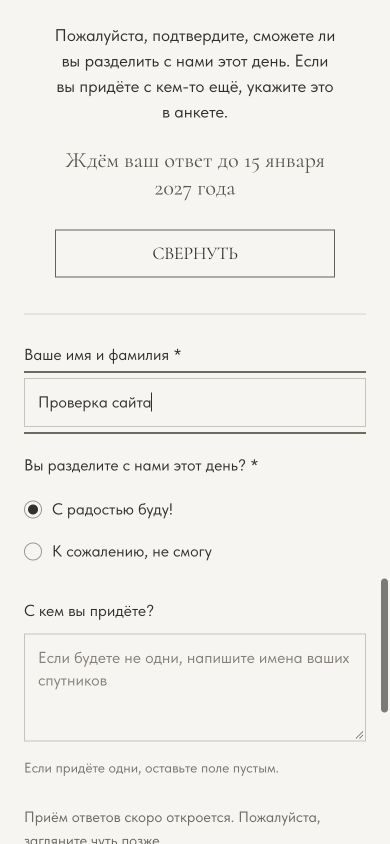 Пожалуйста, подтвердите, сможете ли
вы разделить с нами этот день. Если
вы придёте с кем-то ещё, укажите это
в анкете.
Ждём ваш ответ до 15 января
2027 года
СВЕРНУТЬ
Ваше имя и фамилия *
Проверка сайта
Вы разделите с нами этот день? *
С радостью буду!
К сожалению, не смогу
С кем вы придёте?
Если будете не одни, напишите имена ваших
спутников
Если придёте одни, оставьте поле пустым.
Приём ответов скоро откроется. Пожалуйста,
загляните чуть позже